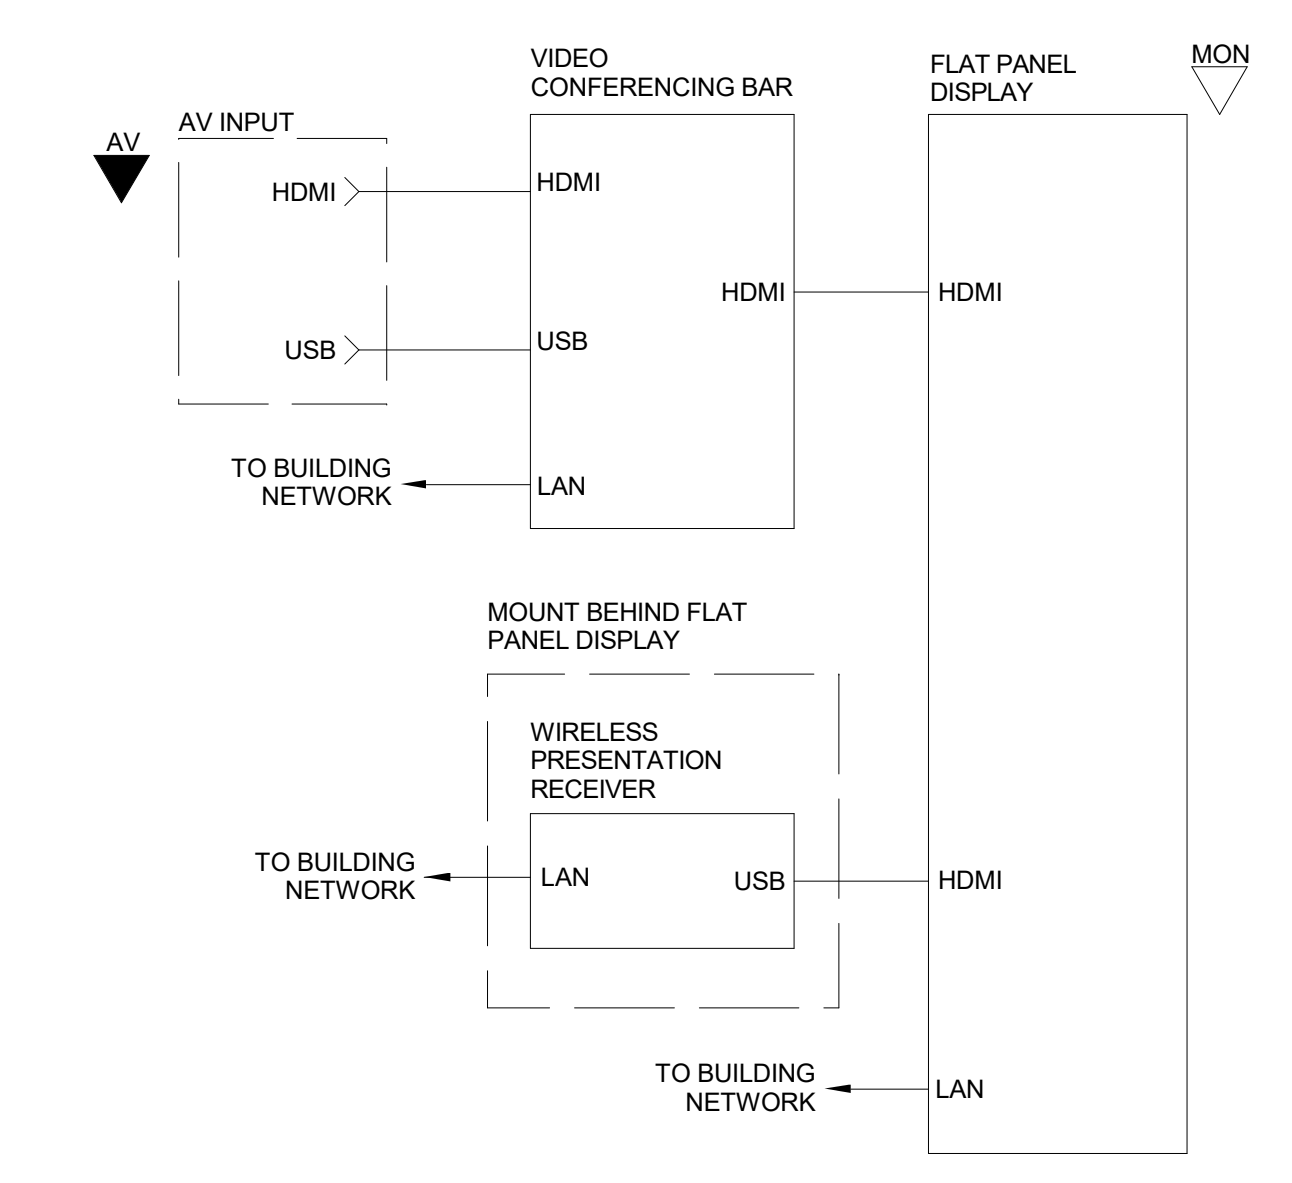 VIDEO
CONFERENCING BAR
FLAT PANEL
DISPLAY
MON
AV
AV INPUT
HDMI
HDMI
HDMI
HDMI
USB
USB
TO BUILDING
NETWORK
LAN
MOUNT BEHIND FLAT
PANEL DISPLAY
WIRELESS
PRESENTATION
RECEIVER
TO BUILDING
NETWORK
LAN
USB
HDMI
TO BUILDING
NETWORK
LAN